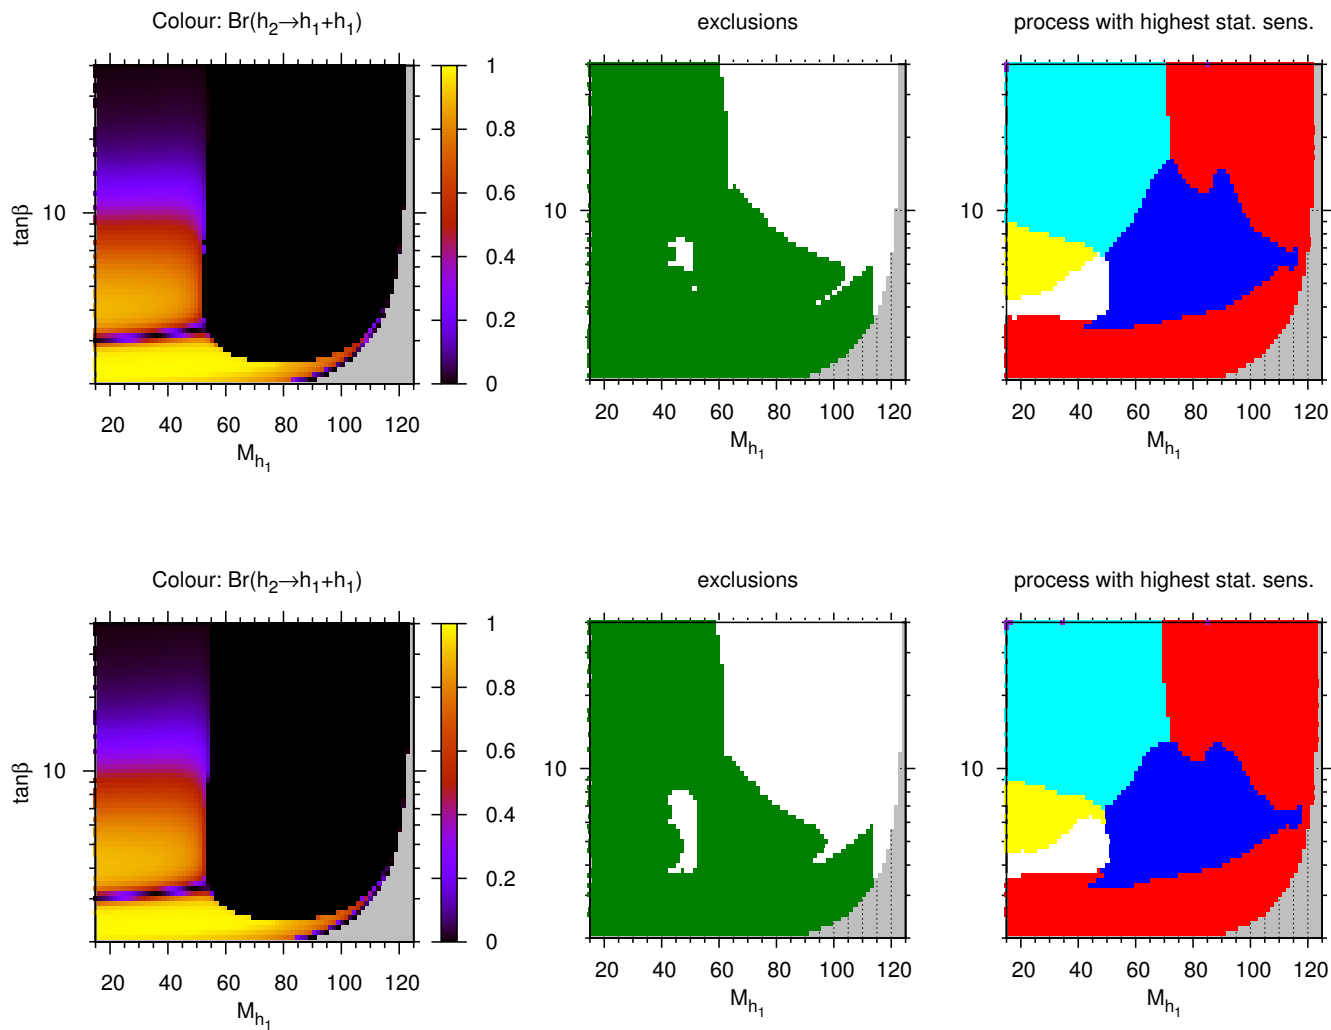 Colour: Br(h2→h1+h1) exclusions process with highest stat. sens.
1
0.8
0.6
0.4
0.2
0
10 10 10
tanβ
20 40 60 80 100 120 20 40 60 80 100 120 20 40 60 80 100 120
Mh1 Mh1 Mh1
Colour: Br(h2→h1+h1) exclusions process with highest stat. sens.
1
0.8
0.6
0.4
0.2
0
10 10 10
tanβ
20 40 60 80 100 120 20 40 60 80 100 120 20 40 60 80 100 120
Mh1 Mh1 Mh1